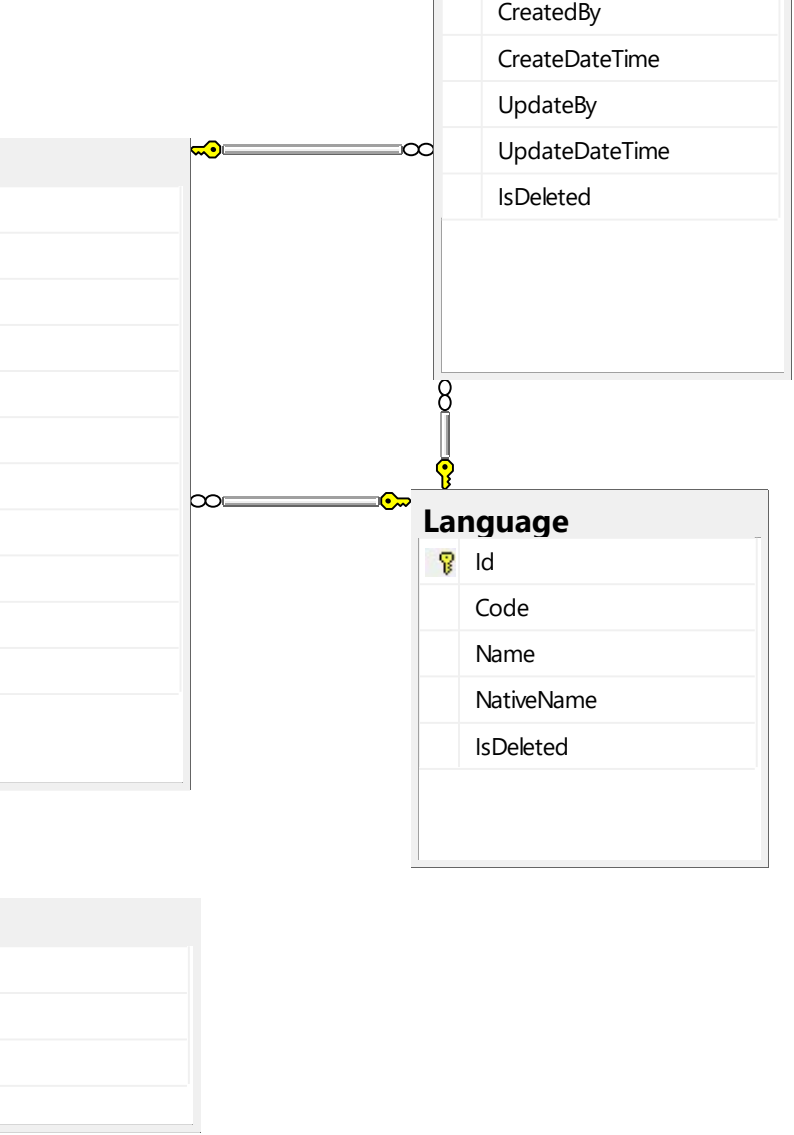 CreatedBy
CreateDateTime
UpdateBy
UpdateDateTime
IsDeleted
Language
Id
Code
Name
NativeName
IsDeleted